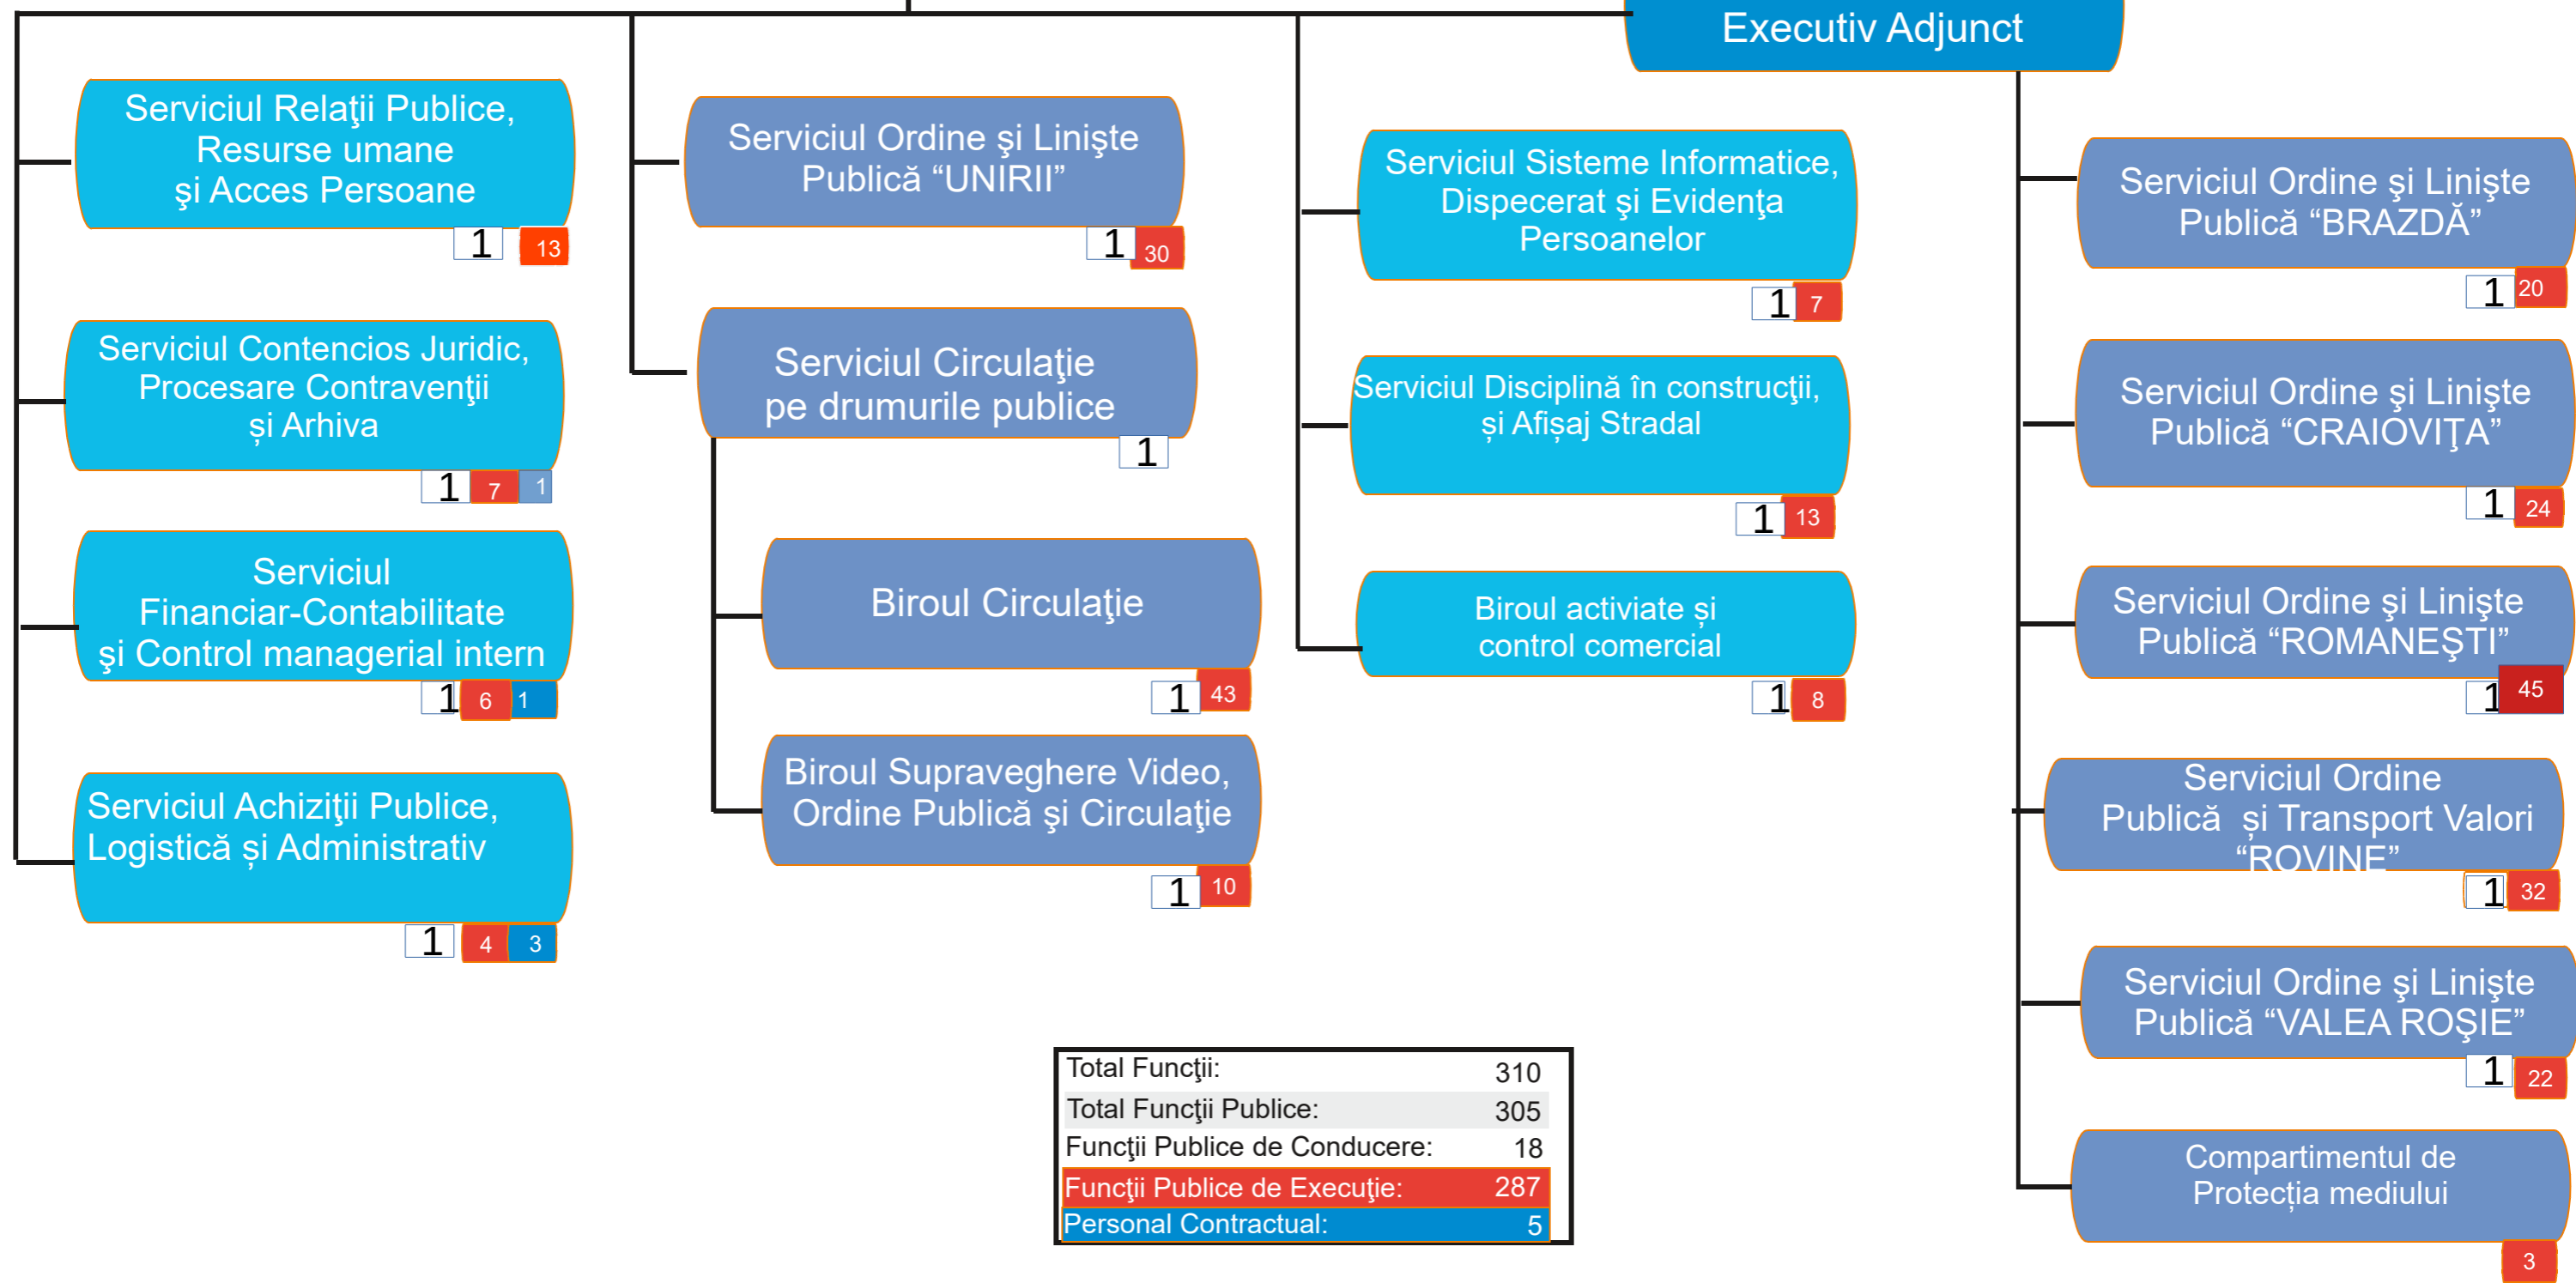 Executiv Adjunct
Serviciul Relaţii Publice,
Resurse umane
şi Acces Persoane
1 13
Serviciul Contencios Juridic,
Procesare Contravenţii
și Arhiva
1 7 1
Serviciul
Financiar-Contabilitate
şi Control managerial intern
1 6 1
Serviciul Achiziţii Publice,
Logistică și Administrativ
1 4 3
Serviciul Ordine şi Linişte
Publică “UNIRII”
1 30
Serviciul Circulaţie
pe drumurile publice
1
Biroul Circulaţie
1 43
Biroul Supraveghere Video,
Ordine Publică şi Circulaţie
1 10
Serviciul Sisteme Informatice,
Dispecerat şi Evidenţa
Persoanelor
1 7
Serviciul Disciplină în construcţii,
și Afișaj Stradal
1 13
Biroul activiate și
control comercial
1 8
Serviciul Ordine şi Linişte
Publică “BRAZDĂ”
1 20
Serviciul Ordine şi Linişte
Publică “CRAIOVIŢA”
1 24
Serviciul Ordine şi Linişte
Publică “ROMANEŞTI”
1 45
Serviciul Ordine
Publică și Transport Valori
“ROVINE”
1 32
Serviciul Ordine şi Linişte
Publică “VALEA ROŞIE”
1 22
Compartimentul de
Protecția mediului
3
Total Funcţii: 310
Total Funcţii Publice: 305
Funcţii Publice de Conducere: 18
Funcţii Publice de Execuţie: 287
Personal Contractual: 5